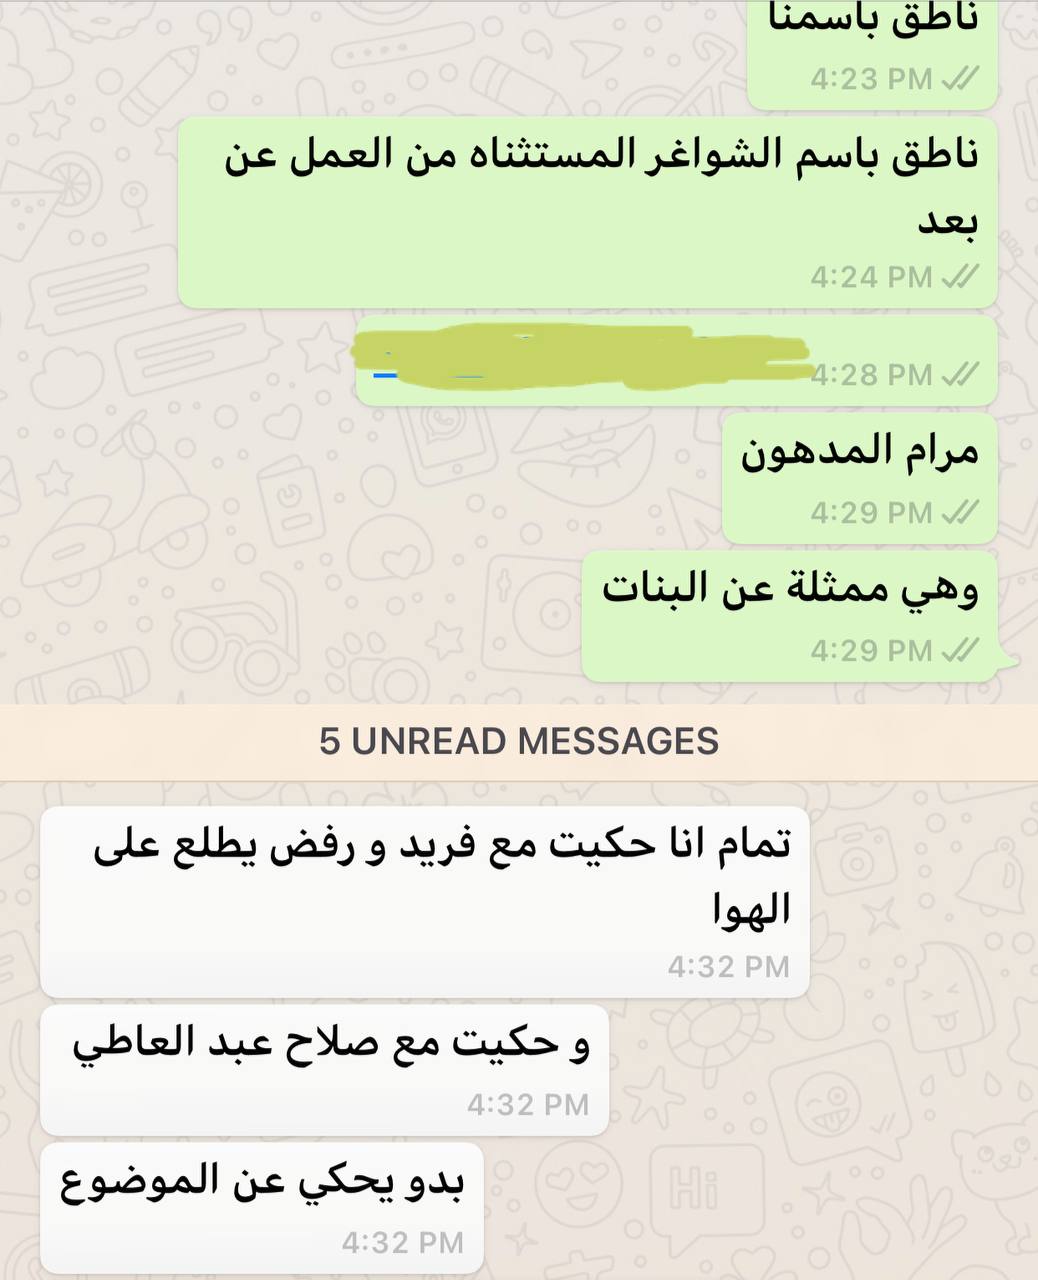 ناطق باسمنا
4:23 PM
ناطق باسم الشواغر المستثناه من العمل عن
بعد
4:24 PM
4:28 PM
مرام المدهون
4:29 PM
وهي ممثلة عن البنات
4:29 PM
5 UNREAD MESSAGES
تمام انا حكيت مع فريد و رفض يطلع على
الهوا
4:32 PM
و حكيت مع صلاح عبد العاطي
4:32 PM
بدو يحكي عن الموضوع
4:32 PM
Hi